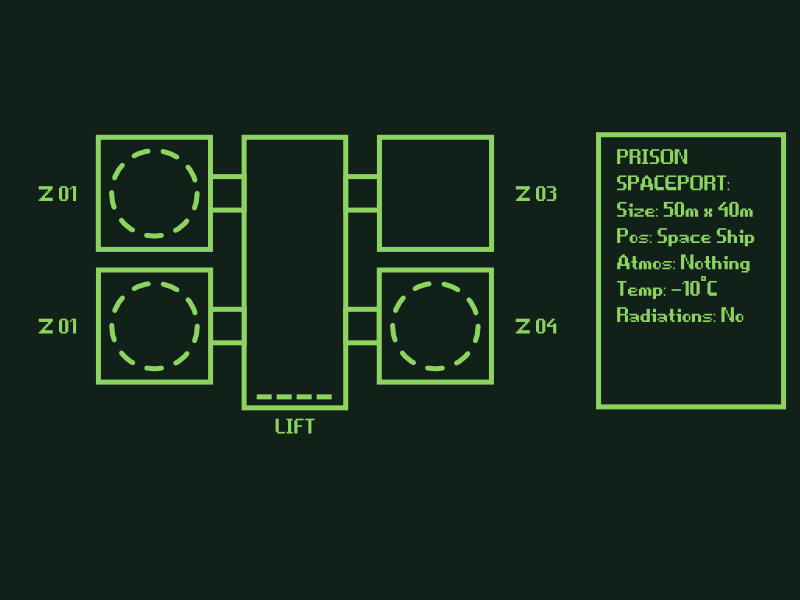 Z 01
Z 03
Z 01
Z 04
LIFT
PRISON
SPACEPORT:
Size: 50m x 40m
Pos: Space Ship
Atmos: Nothing
Temp: -10°C
Radiations: No